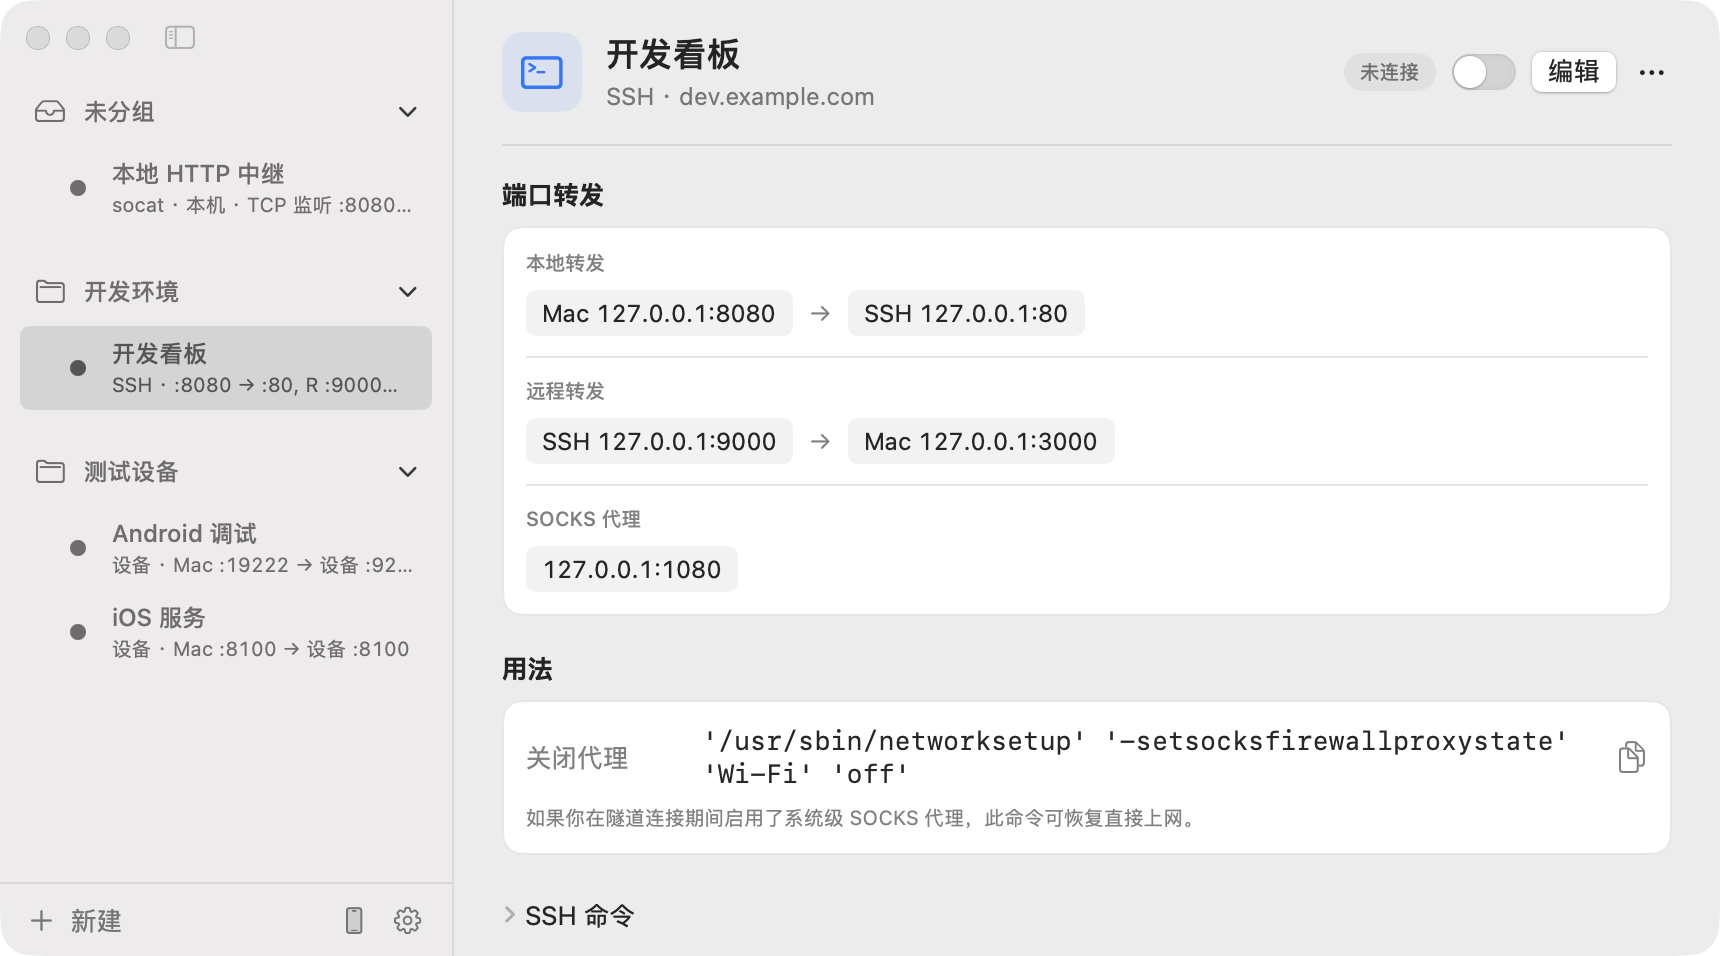 未分组
本地 HTTP 中继
socat · 本机 · TCP 监听 :8080...
开发环境
开发看板
SSH · :8080 → :80, R :9000...
测试设备
Android 调试
设备 · Mac :19222 → 设备 :92...
iOS 服务
设备 · Mac :8100 → 设备 :8100
新建
开发看板
SSH · dev.example.com
未连接
编辑
端口转发
本地转发
Mac 127.0.0.1:8080 → SSH 127.0.0.1:80
远程转发
SSH 127.0.0.1:9000 → Mac 127.0.0.1:3000
SOCKS 代理
127.0.0.1:1080
用法
关闭代理
'/usr/sbin/networksetup' '-setsocksfirewallproxystate'
'Wi-Fi' 'off'
如果你在隧道连接期间启用了系统级 SOCKS 代理，此命令可恢复直接上网。
SSH 命令